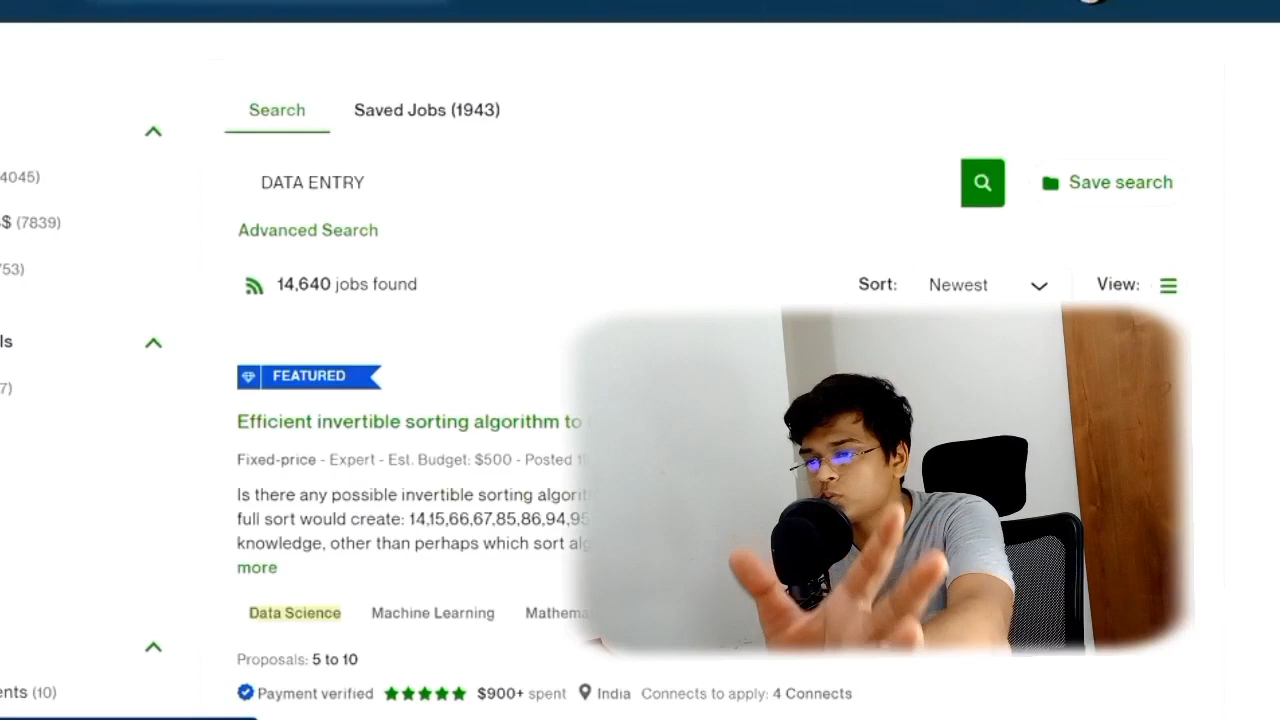 Search Saved Jobs (1943)
4045)
DATA ENTRY Save search
$ (7839)
Advanced Search
753)
14,640 jobs found Sort: Newest View:
ls
FEATURED
7)
Efficient invertible sorting algorithm to
Fixed-price - Expert - Est. Budget: $500 - Posted
Is there any possible invertible sorting algorit
full sort would create: 14,15,66,67,85,86,94,95
knowledge, other than perhaps which sort alg
more
Data Science Machine Learning Mathema
Proposals: 5 to 10
ents (10)
Payment verified $900+ spent India Connects to apply: 4 Connects